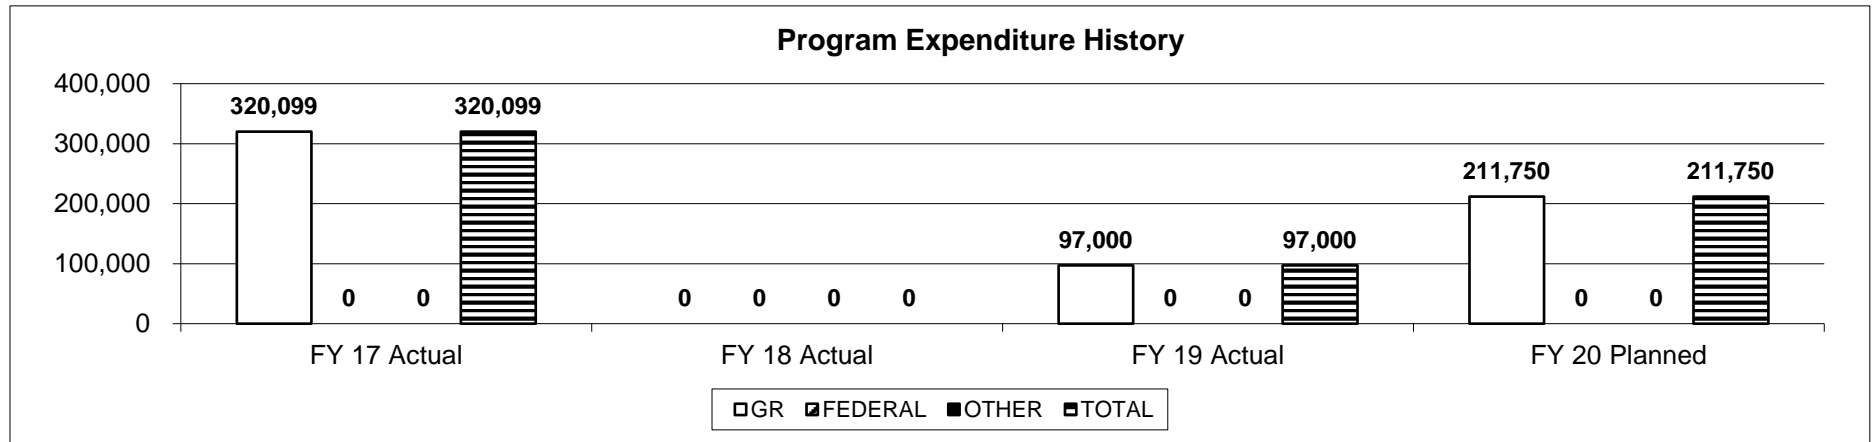 Program Expenditure History
400,000
300,000
200,000
100,000
0
320,099 0 0 320,099
0 0 0 0
97,000 0 0 97,000
211,750 0 0 211,750
FY 17 Actual FY 18 Actual FY 19 Actual FY 20 Planned
GR FEDERAL OTHER TOTAL